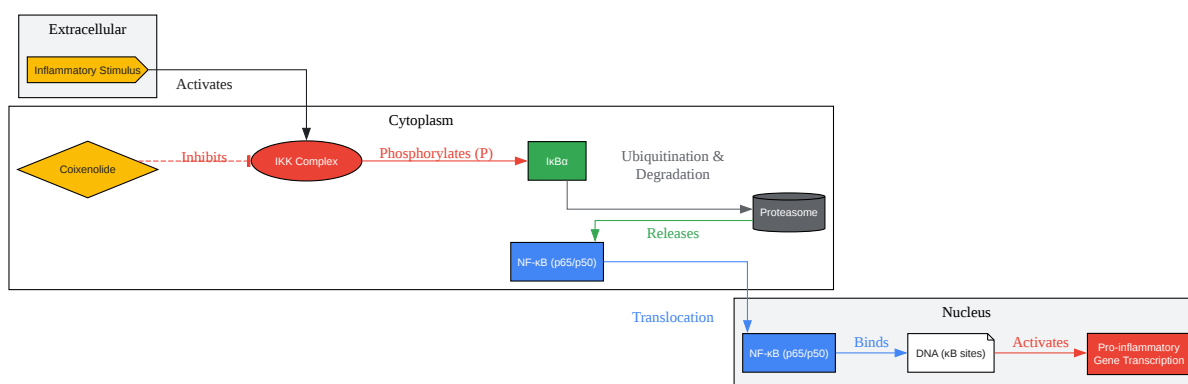 Extracellular
Inflammatory Stimulus
Activates
Cytoplasm
Coixenolide
Inhibits
IKK Complex
Phosphorylates (P)
IκBα
Ubiquitination &
Degradation
Proteasome
Releases
NF-κB (p65/p50)
Translocation
Nucleus
NF-κB (p65/p50)
Binds
DNA (κB sites)
Activates
Pro-inflammatory
Gene Transcription